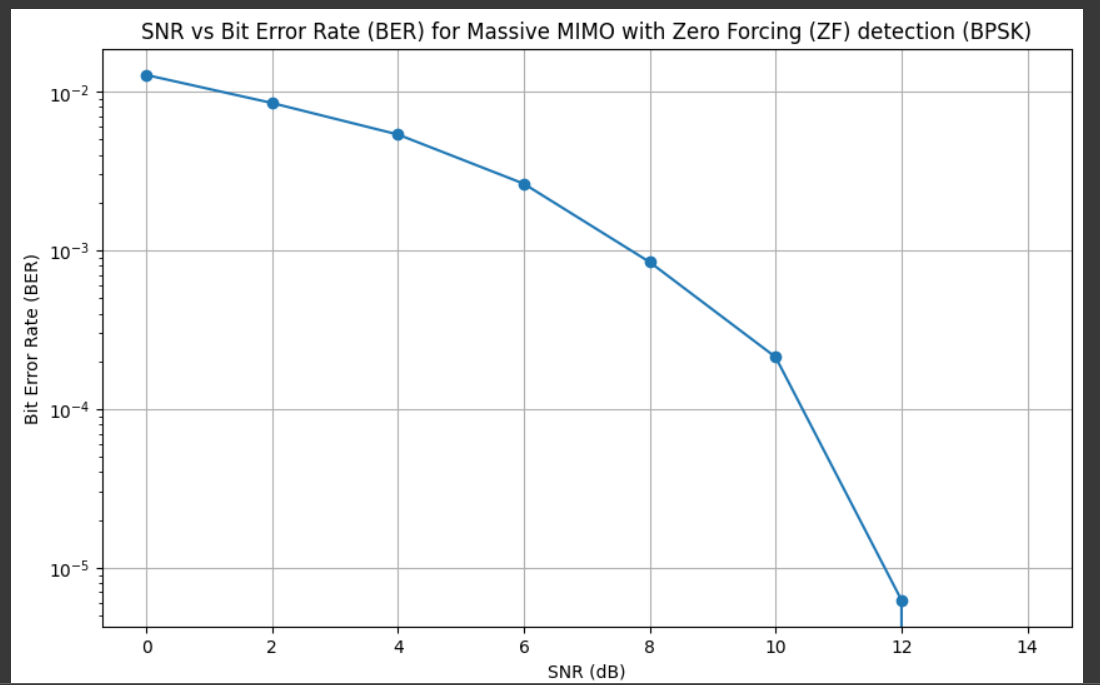 SNR vs Bit Error Rate (BER) for Massive MIMO with Zero Forcing (ZF) detection (BPSK)
10⁻²
10⁻³
10⁻⁴
10⁻⁵
Bit Error Rate (BER)
0 2 4 6 8 10 12 14
SNR (dB)